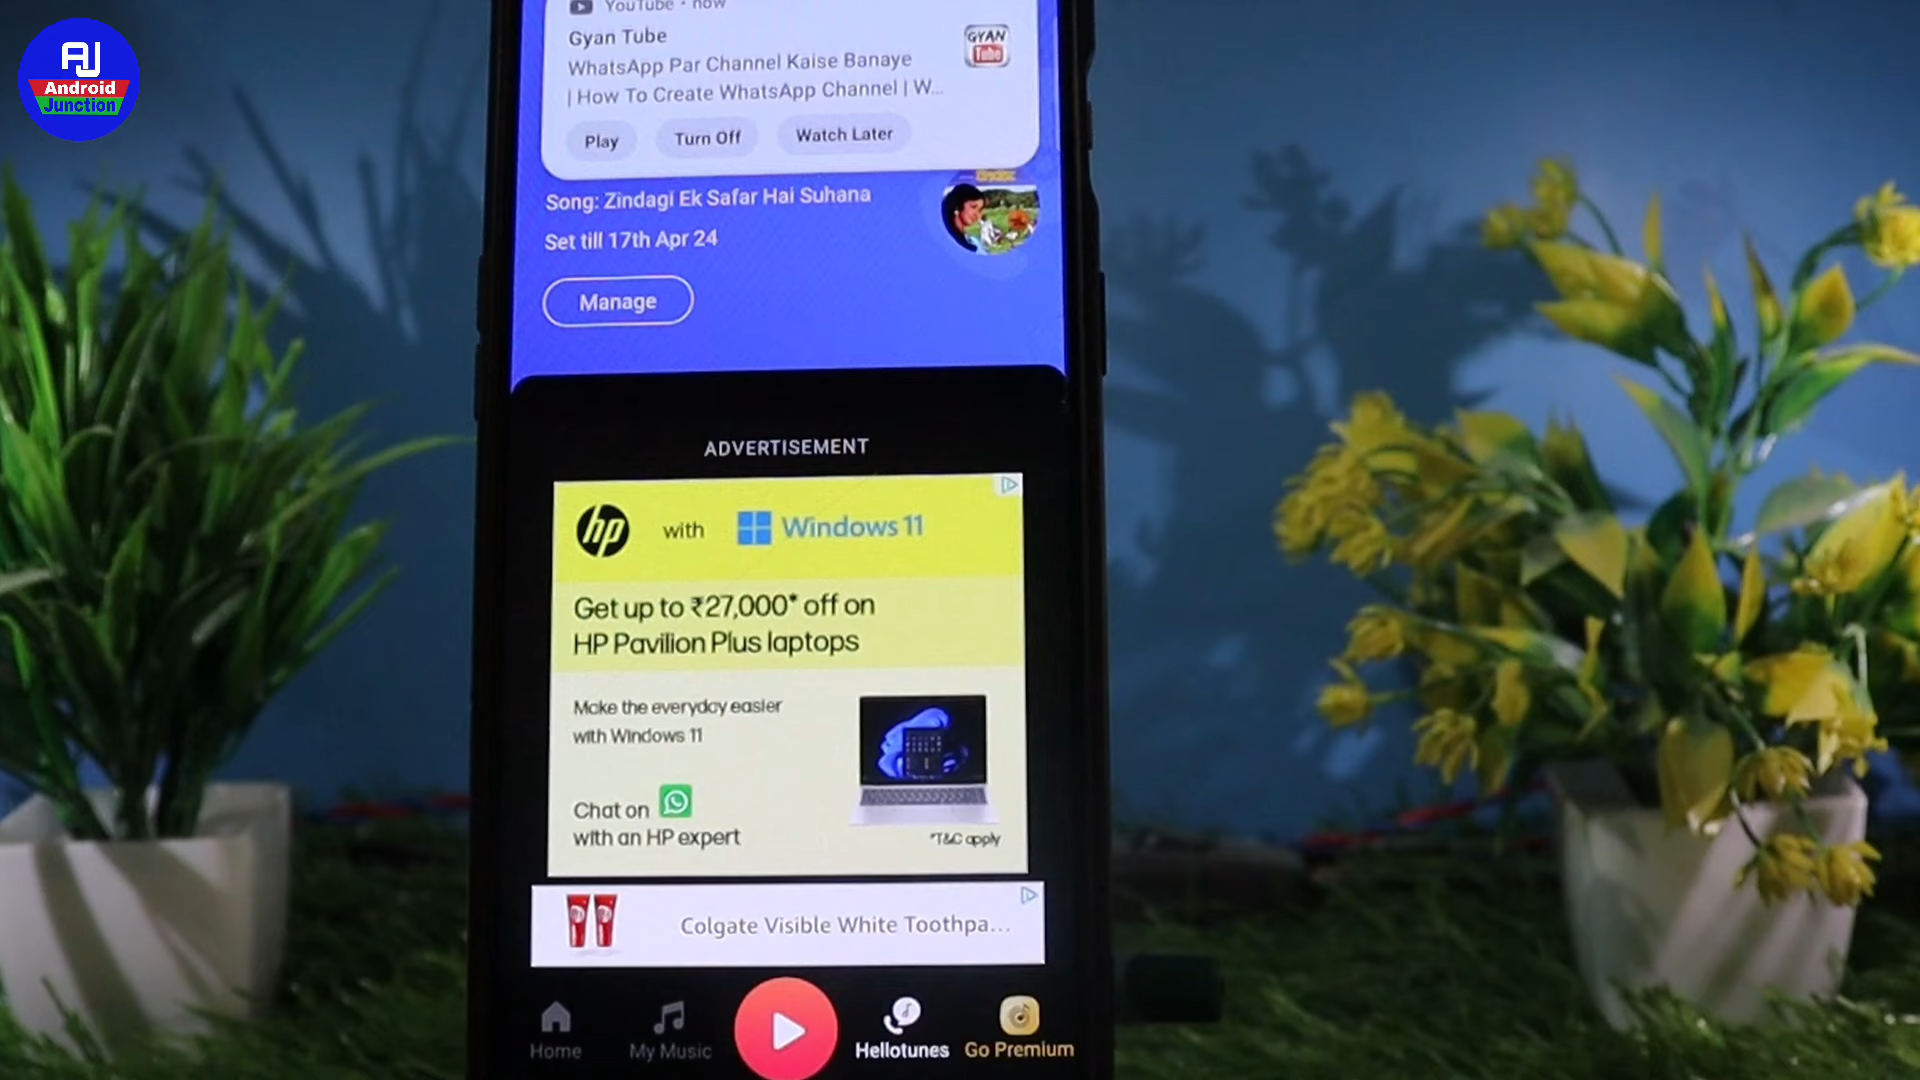 AJ
Android
Junction
YouTube • now
Gyan Tube
GYAN
Tube
WhatsApp Par Channel Kaise Banaye
| How To Create WhatsApp Channel | W...
Play
Turn Off
Watch Later
Song: Zindagi Ek Safar Hai Suhana
Set till 17th Apr 24
Manage
ADVERTISEMENT
hp with Windows 11
Get up to ₹27,000* off on
HP Pavilion Plus laptops
Make the everyday easier
with Windows 11
Chat on
with an HP expert
*T&C apply
Colgate Visible White Toothpa...
Home
My Music
Hellotunes
Go Premium